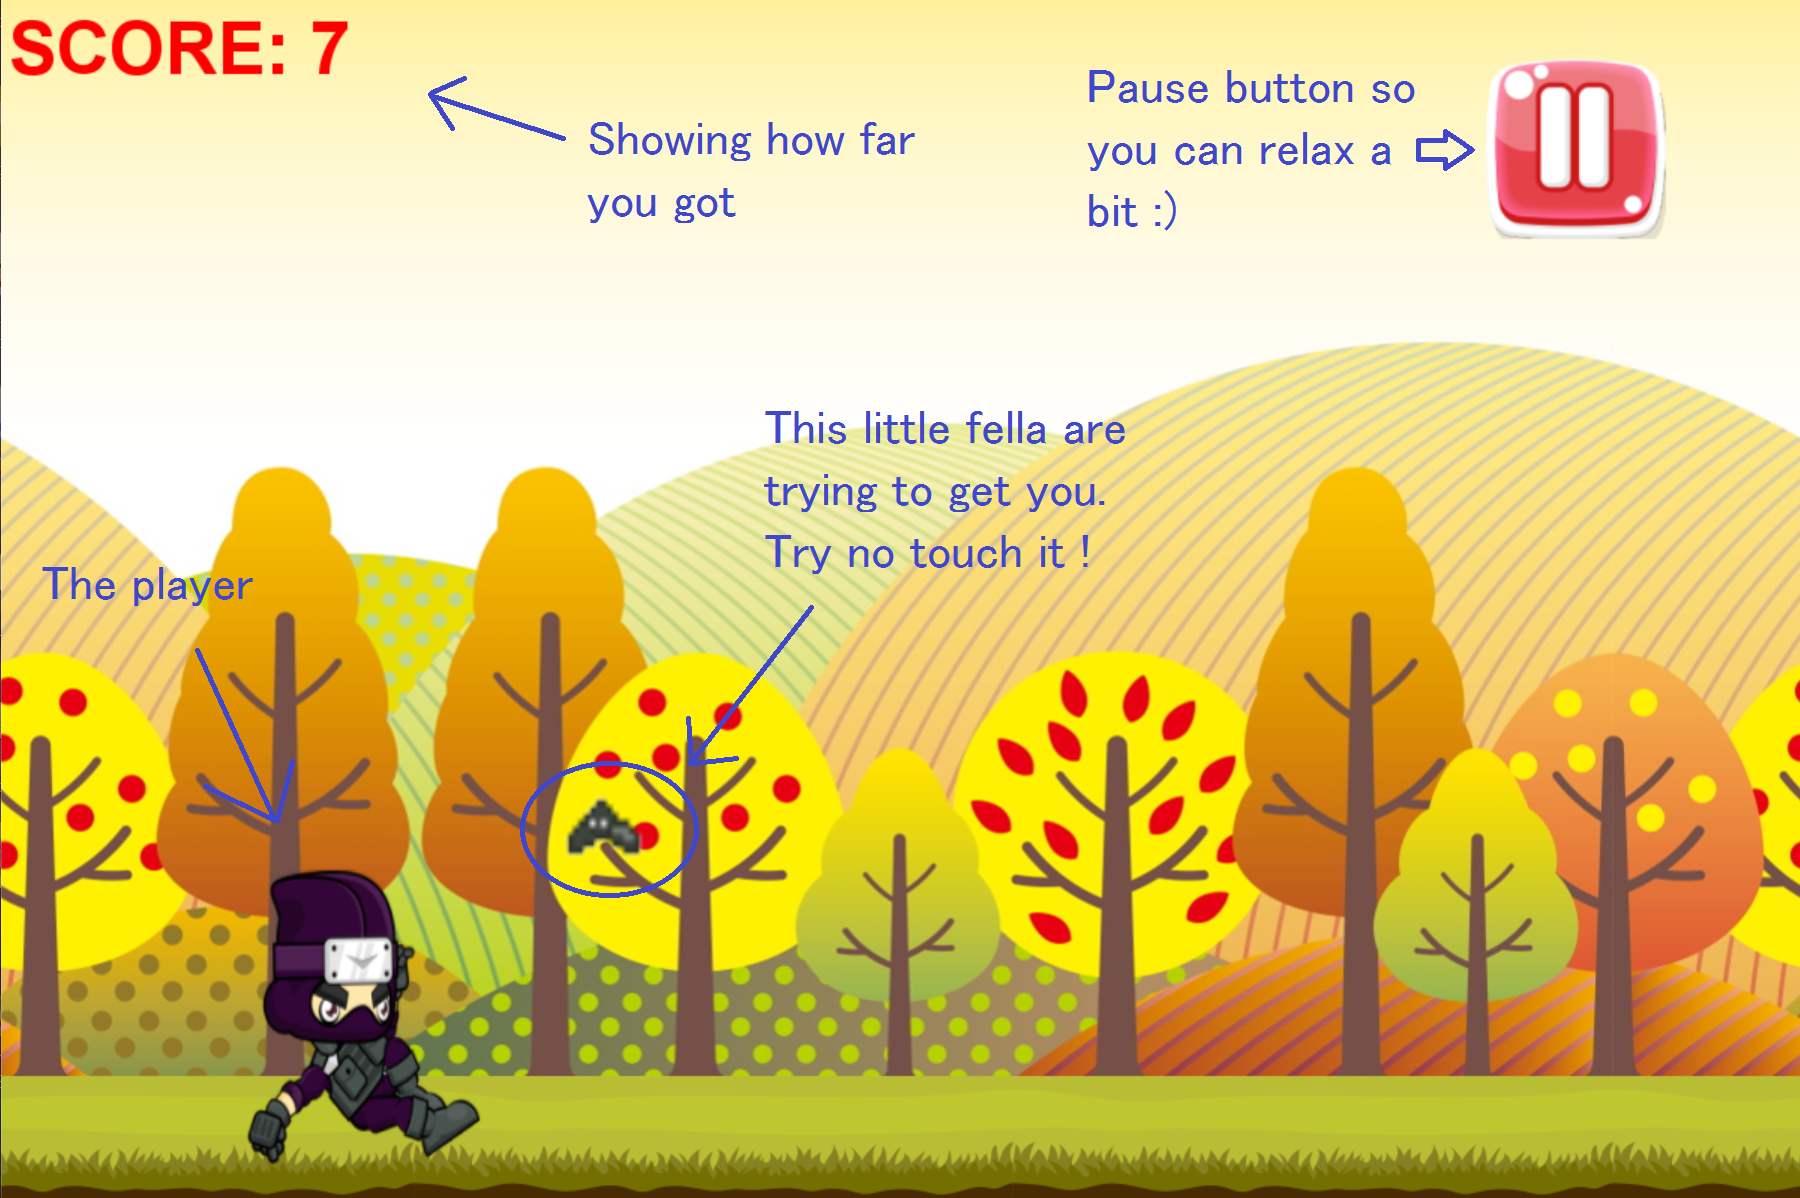 SCORE: 7
Showing how far
you got
Pause button so
you can relax a
bit :)
This little fella are
trying to get you.
Try no touch it !
The player